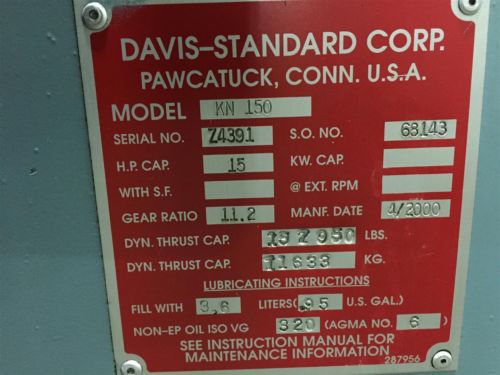 DAVIS-STANDARD CORP.
PAWCATUCK, CONN. U.S.A.
MODEL KN 150
SERIAL NO. Z4391 S.O. NO. 68143
H.P. CAP. 15 KW. CAP.
WITH S.F. @ EXT. RPM
GEAR RATIO 11.2 MANF. DATE 4/2000
DYN. THRUST CAP. 157950 LBS.
DYN. THRUST CAP. 71633 KG.
LUBRICATING INSTRUCTIONS
FILL WITH 3.6 LITERS(.95 U.S. GAL.)
NON-EP OIL ISO VG 320 (AGMA NO. 6)
SEE INSTRUCTION MANUAL FOR
MAINTENANCE INFORMATION
287956